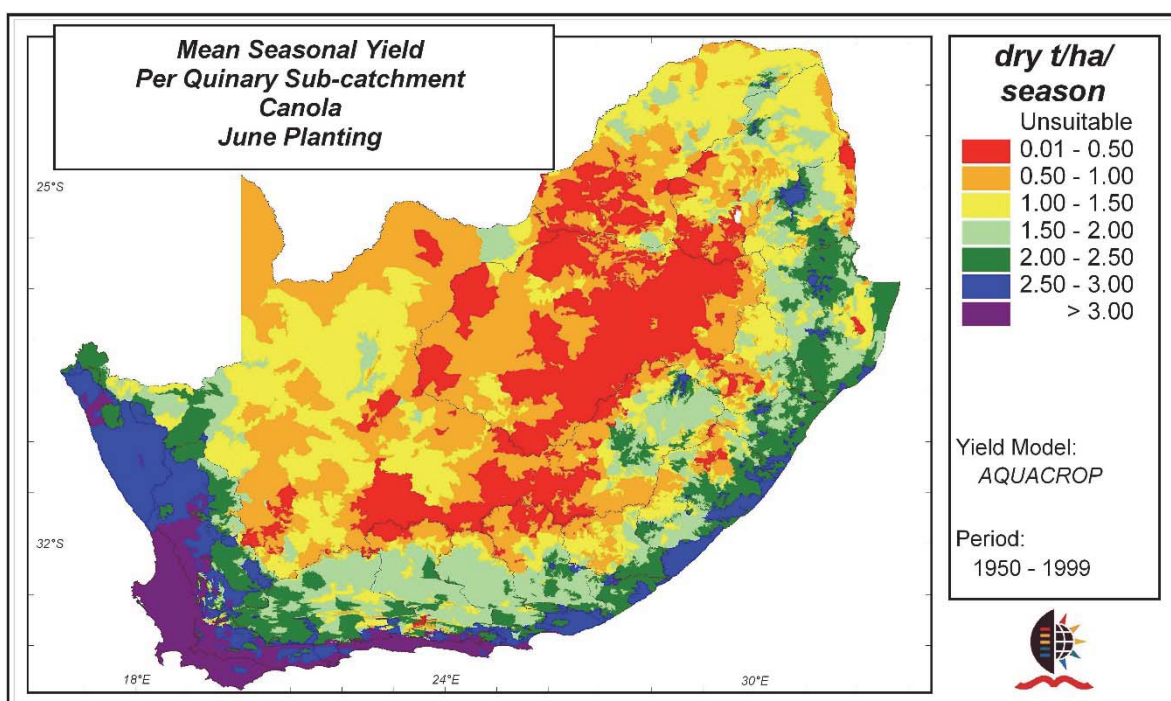 Mean Seasonal Yield
Per Quinary Sub-catchment
Canola
June Planting
dry t/ha/
season
Unsuitable
0.01 - 0.50
0.50 - 1.00
1.00 - 1.50
1.50 - 2.00
2.00 - 2.50
2.50 - 3.00
> 3.00
Yield Model:
AQUACROP
Period:
1950 - 1999
25°S
32°S
18°E
24°E
30°E